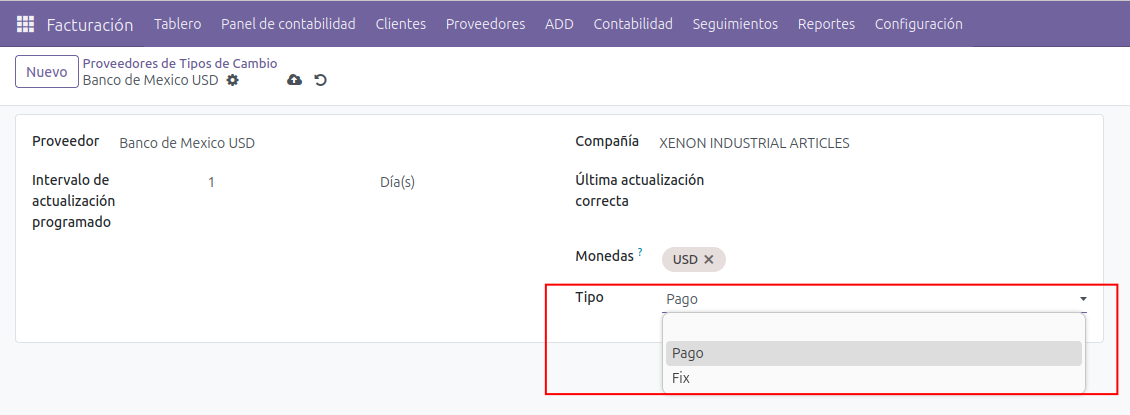 Facturación Tablero Panel de contabilidad Clientes Proveedores ADD Contabilidad Seguimientos Reportes Configuración
Nuevo
Proveedores de Tipos de Cambio
Banco de Mexico USD
Proveedor Banco de Mexico USD
Intervalo de
actualización
programado
1 Día(s)
Compañía XENON INDUSTRIAL ARTICLES
Última actualización
correcta
Monedas ? USD ✕
Tipo Pago
Pago
Fix